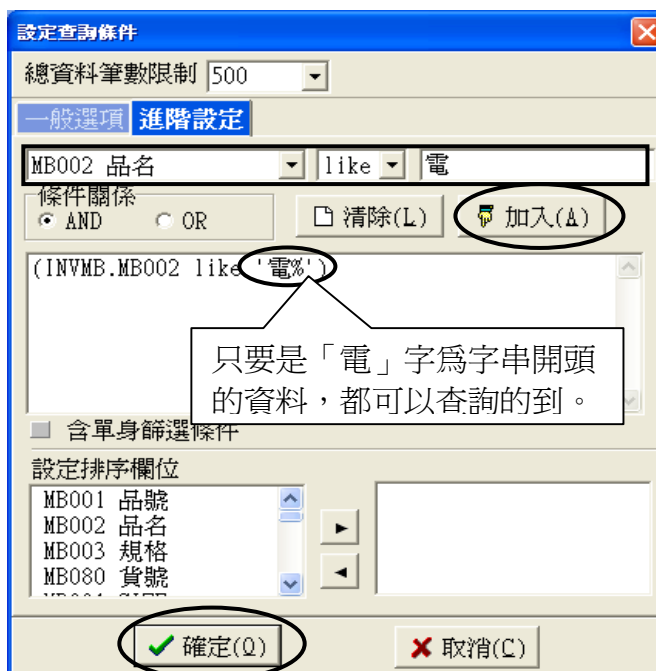 設定查詢條件
總資料筆數限制 500
一般選項 進階設定
MB002 品名 like 電
條件關係
AND OR 清除(L) 加入(A)
(INVMB.MB002 like '電%')
只要是「電」字為字串開頭
的資料，都可以查詢的到。
含單身篩選條件
設定排序欄位
MB001 品號
MB002 品名
MB003 規格
MB080 貨號
確定(O) 取消(C)